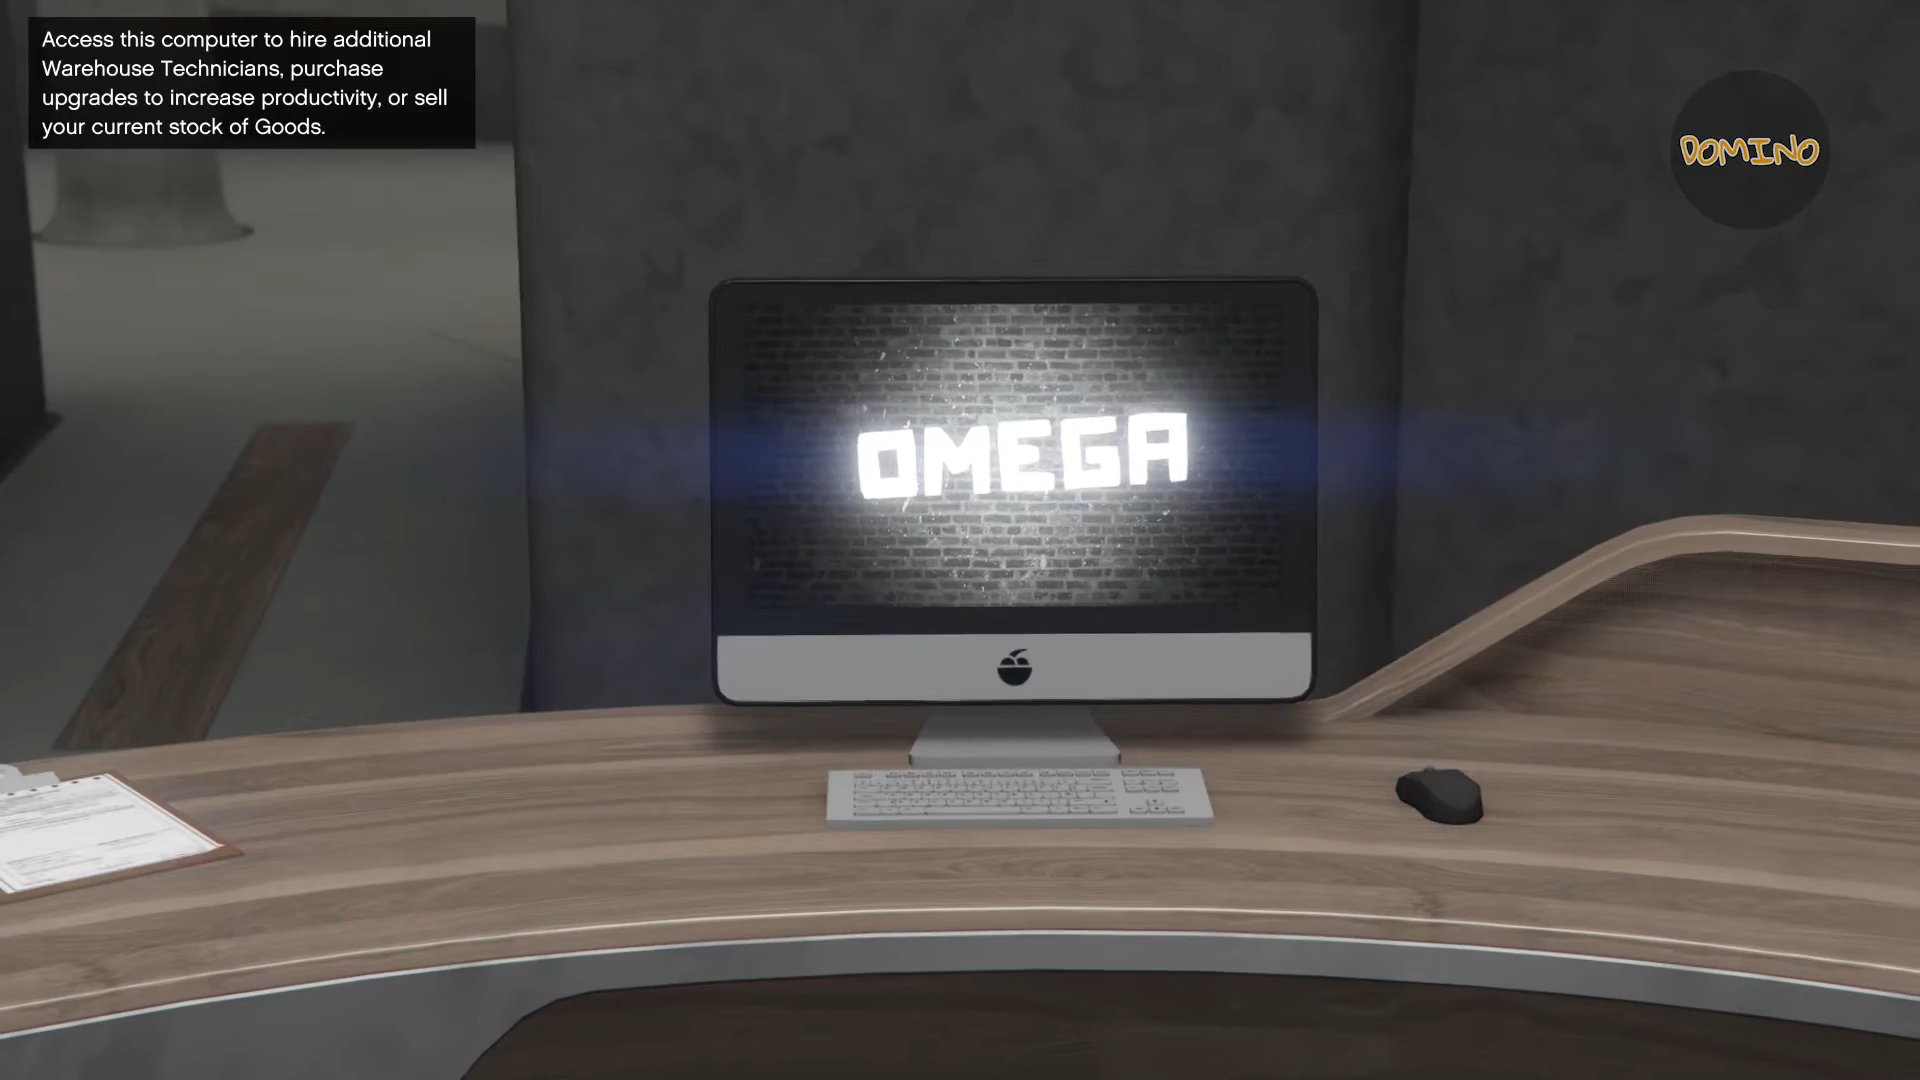 Access this computer to hire additional
Warehouse Technicians, purchase
upgrades to increase productivity, or sell
your current stock of Goods.
DOMINO
OMEGA